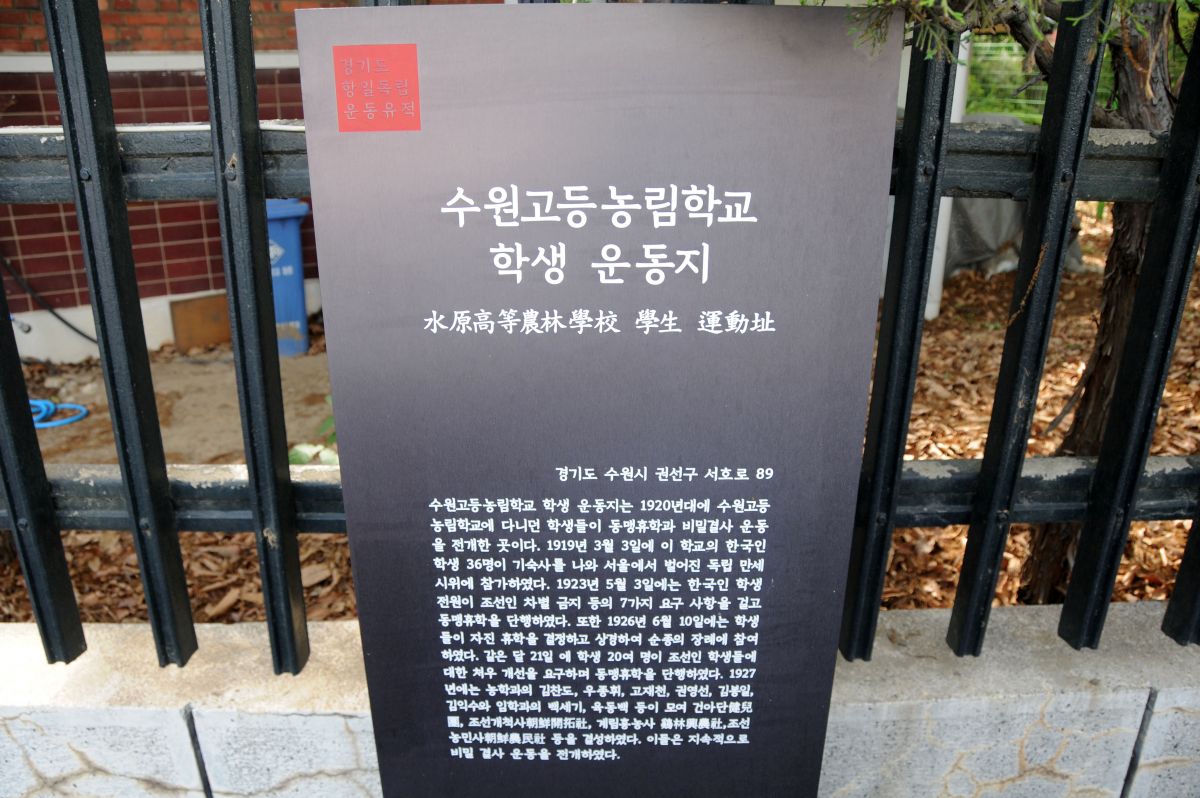 경기도
항일독립
운동유적
수원고등농림학교
학생 운동지
水原高等農林學校 學生 運動址
경기도 수원시 권선구 서호로 89
수원고등농림학교 학생 운동지는 1920년대에 수원고등
농림학교에 다니던 학생들이 동맹휴학과 비밀결사 운동
을 전개한 곳이다. 1919년 3월 3일에 이 학교의 한국인
학생 36명이 기숙사를 나와 서울에서 벌어진 독립 만세
시위에 참가하였다. 1923년 5월 3일에는 한국인 학생
전원이 조선인 차별 금지 등의 7가지 요구 사항을 걸고
동맹휴학을 단행하였다. 또한 1926년 6월 10일에는 학생
들이 자진 휴학을 결정하고 상경하여 순종의 장례에 참여
하였다. 같은 달 21일 에 학생 20여 명이 조선인 학생들에
대한 처우 개선을 요구하며 동맹휴학을 단행하였다. 1927
년에는 농학과의 김찬도, 우종휘, 고재천, 권영선, 김봉일,
김익수와 임학과의 백세기, 육동백 등이 모여 건아단健兒
團, 조선개척사朝鮮開拓社, 계림흥농사 鷄林興農社,조선
농민사朝鮮農民社 등을 결성하였다. 이들은 지속적으로
비밀 결사 운동을 전개하였다.